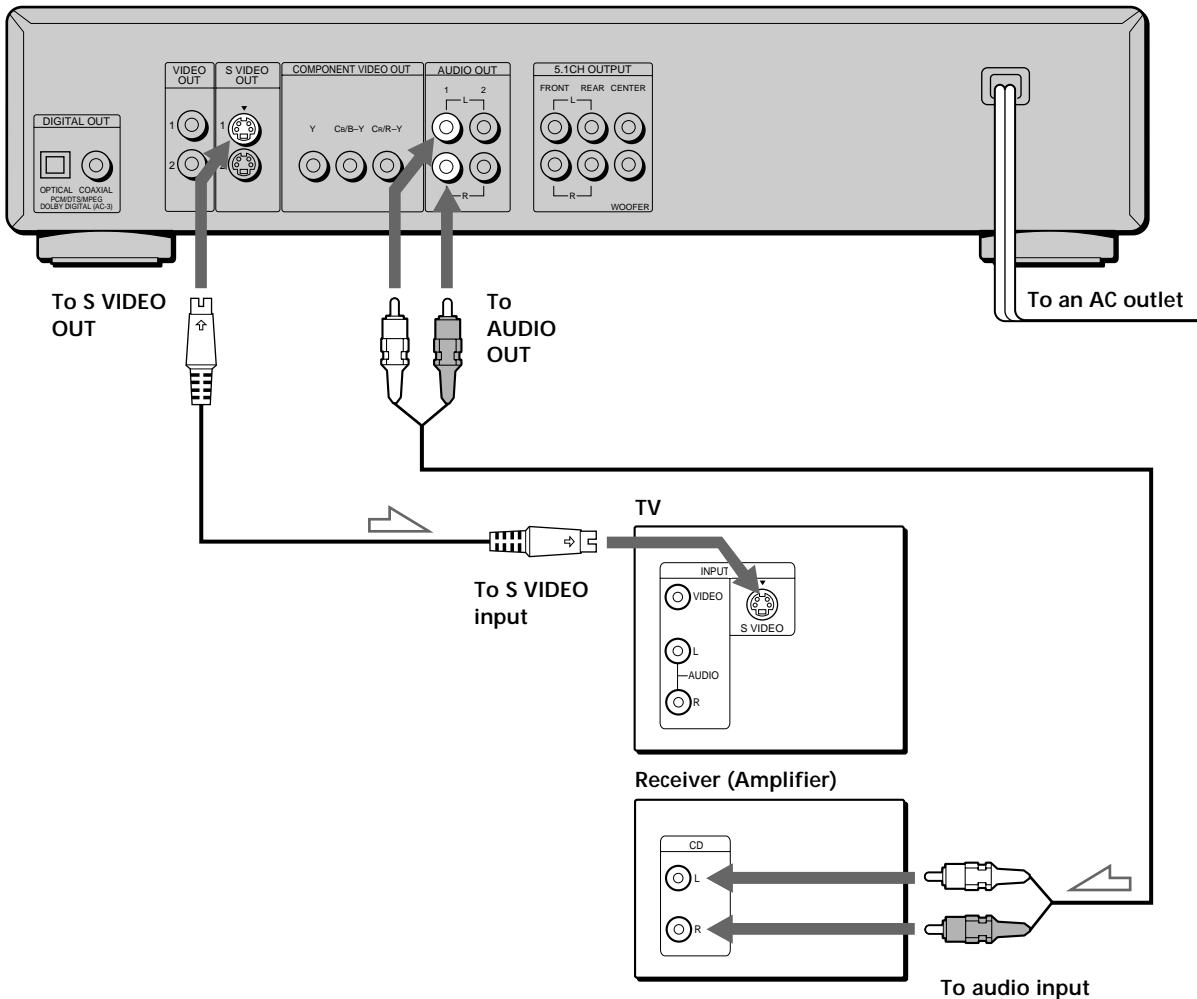 DIGITAL OUT
OPTICAL COAXIAL
PCM/DTS/MPEG
DOLBY DIGITAL (AC-3)
VIDEO
OUT
1
2
S VIDEO
OUT
1
COMPONENT VIDEO OUT
Y CB/B–Y CR/R–Y
AUDIO OUT
1 2
L
R
5.1CH OUTPUT
FRONT REAR CENTER
L
R
WOOFER
To S VIDEO
OUT
To
AUDIO
OUT
To an AC outlet
To S VIDEO
input
TV
INPUT
VIDEO
S VIDEO
L
AUDIO
R
Receiver (Amplifier)
CD
L
R
To audio input